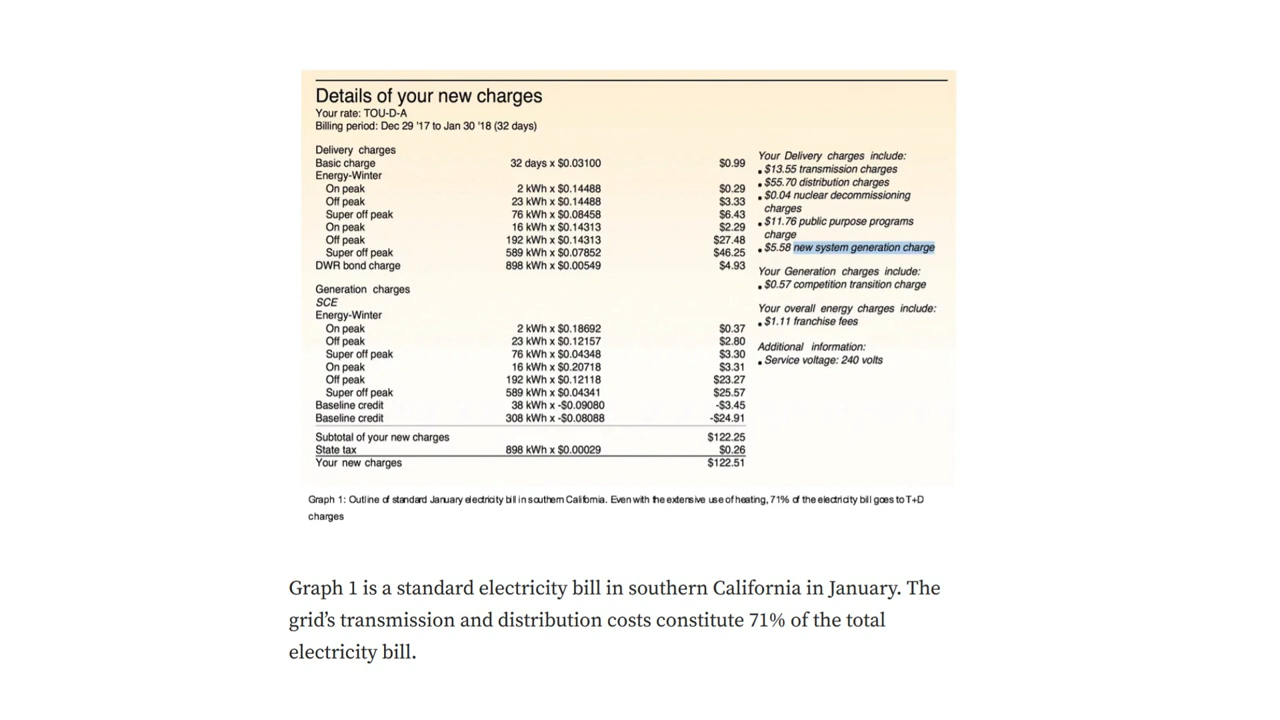 Details of your new charges
Your rate: TOU-D-A
Billing period: Dec 29 '17 to Jan 30 '18 (32 days)
Delivery charges
Basic charge 32 days x $0.03100 $0.99
Energy-Winter
On peak 2 kWh x $0.14488 $0.29
Off peak 23 kWh x $0.14488 $3.33
Super off peak 76 kWh x $0.08458 $6.43
On peak 16 kWh x $0.14313 $2.29
Off peak 192 kWh x $0.14313 $27.48
Super off peak 589 kWh x $0.07852 $46.25
DWR bond charge 898 kWh x $0.00549 $4.93
Generation charges
SCE
Energy-Winter
On peak 2 kWh x $0.18692 $0.37
Off peak 23 kWh x $0.12157 $2.80
Super off peak 76 kWh x $0.04348 $3.30
On peak 16 kWh x $0.20718 $3.31
Off peak 192 kWh x $0.12118 $23.27
Super off peak 589 kWh x $0.04341 $25.57
Baseline credit 38 kWh x -$0.09080 -$3.45
Baseline credit 308 kWh x -$0.08088 -$24.91
Subtotal of your new charges $122.25
State tax 898 kWh x $0.00029 $0.26
Your new charges $122.51
Your Delivery charges include:
• $13.55 transmission charges
• $55.70 distribution charges
• $0.04 nuclear decommissioning
charges
• $11.76 public purpose programs
charge
• $5.58 new system generation charge
Your Generation charges include:
• $0.57 competition transition charge
Your overall energy charges include:
• $1.11 franchise fees
Additional information:
• Service voltage: 240 volts
Graph 1: Outline of standard January electricity bill in southern California. Even with the extensive use of heating, 71% of the electricity bill goes to T+D
charges
Graph 1 is a standard electricity bill in southern California in January. The
grid’s transmission and distribution costs constitute 71% of the total
electricity bill.